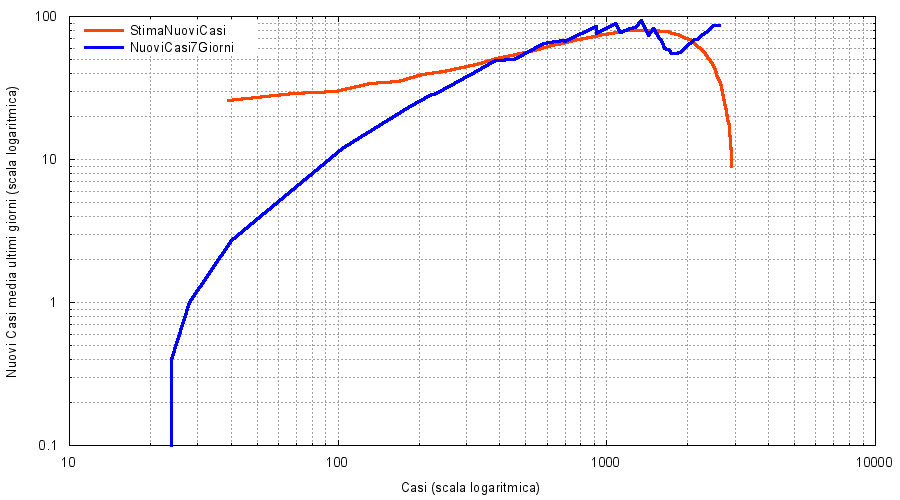 StimaNuoviCasi
NuoviCasi7Giorni
Nuovi Casi media ultimi giorni (scala logaritmica)
100
10
1
0.1
10
100
1000
10000
Casi (scala logaritmica)